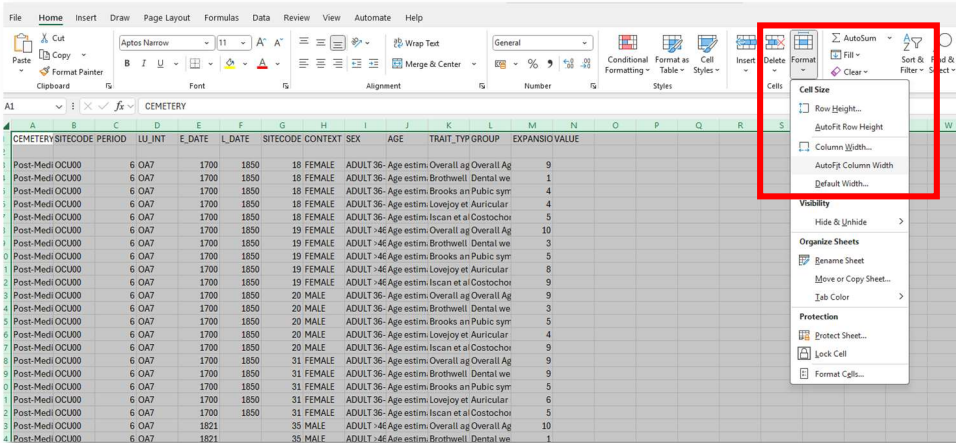 File Home Insert Draw Page Layout Formulas Data Review View Automate Help
Cut
Copy
Paste
Format Painter
Clipboard
Aptos Narrow 11 A A
B I U A
Font
Wrap Text
Merge & Center
Alignment
General
% 9
Number
Conditional Formatting
Format as Table
Cell Styles
Styles
Insert Delete Format
Cells
AutoSum
Fill
Clear
Sort & Filter
Select
A1 fx CEMETERY
A B C D E F G H I J K L M N O P Q R S W
CEMETERY SITECODE PERIOD LU_INT E_DATE L_DATE SITECODE CONTEXT SEX AGE TRAIT_TYP GROUP EXPANSIO VALUE
Post-Medi OCU00 6 OA7 1700 1850 18 FEMALE ADULT 36- Age estim Overall ag Overall Ag 9
Post-Medi OCU00 6 OA7 1700 1850 18 FEMALE ADULT 36- Age estim Brothwell Dental we 1
Post-Medi OCU00 6 OA7 1700 1850 18 FEMALE ADULT 36- Age estim Brooks an Pubic sym 4
Post-Medi OCU00 6 OA7 1700 1850 18 FEMALE ADULT 36- Age estim Lovejoy et Auricular 4
Post-Medi OCU00 6 OA7 1700 1850 18 FEMALE ADULT 36- Age estim Iscan et al Costochor 5
Post-Medi OCU00 6 OA7 1700 1850 19 FEMALE ADULT >46 Age estim Overall ag Overall Ag 10
Post-Medi OCU00 6 OA7 1700 1850 19 FEMALE ADULT >46 Age estim Brothwell Dental we 3
Post-Medi OCU00 6 OA7 1700 1850 19 FEMALE ADULT >46 Age estim Brooks an Pubic sym 5
Post-Medi OCU00 6 OA7 1700 1850 19 FEMALE ADULT >46 Age estim Lovejoy et Auricular 8
Post-Medi OCU00 6 OA7 1700 1850 19 FEMALE ADULT >46 Age estim Iscan et al Costochor 9
Post-Medi OCU00 6 OA7 1700 1850 20 MALE ADULT 36- Age estim Overall ag Overall Ag 9
Post-Medi OCU00 6 OA7 1700 1850 20 MALE ADULT 36- Age estim Brothwell Dental we 3
Post-Medi OCU00 6 OA7 1700 1850 20 MALE ADULT 36- Age estim Brooks an Pubic sym 5
Post-Medi OCU00 6 OA7 1700 1850 20 MALE ADULT 36- Age estim Lovejoy et Auricular 4
Post-Medi OCU00 6 OA7 1700 1850 20 MALE ADULT 36- Age estim Iscan et al Costochor 9
Post-Medi OCU00 6 OA7 1700 1850 31 FEMALE ADULT 36- Age estim Overall ag Overall Ag 9
Post-Medi OCU00 6 OA7 1700 1850 31 FEMALE ADULT 36- Age estim Brothwell Dental we 3
Post-Medi OCU00 6 OA7 1700 1850 31 FEMALE ADULT 36- Age estim Brooks an Pubic sym 5
Post-Medi OCU00 6 OA7 1700 1850 31 FEMALE ADULT 36- Age estim Lovejoy et Auricular 6
Post-Medi OCU00 6 OA7 1700 1850 31 FEMALE ADULT 36- Age estim Iscan et al Costochor 5
Post-Medi OCU00 6 OA7 1821 35 MALE ADULT >46 Age estim Overall ag Overall Ag 10
Post-Medi OCU00 6 OA7 1821 35 MALE ADULT >46 Age estim Brothwell Dental we 1
Cell Size
Row Height...
AutoFit Row Height
Column Width...
AutoFit Column Width
Default Width...
Visibility
Hide & Unhide
Organize Sheets
Rename Sheet
Move or Copy Sheet...
Tab Color
Protection
Protect Sheet...
Lock Cell
Format Cells...